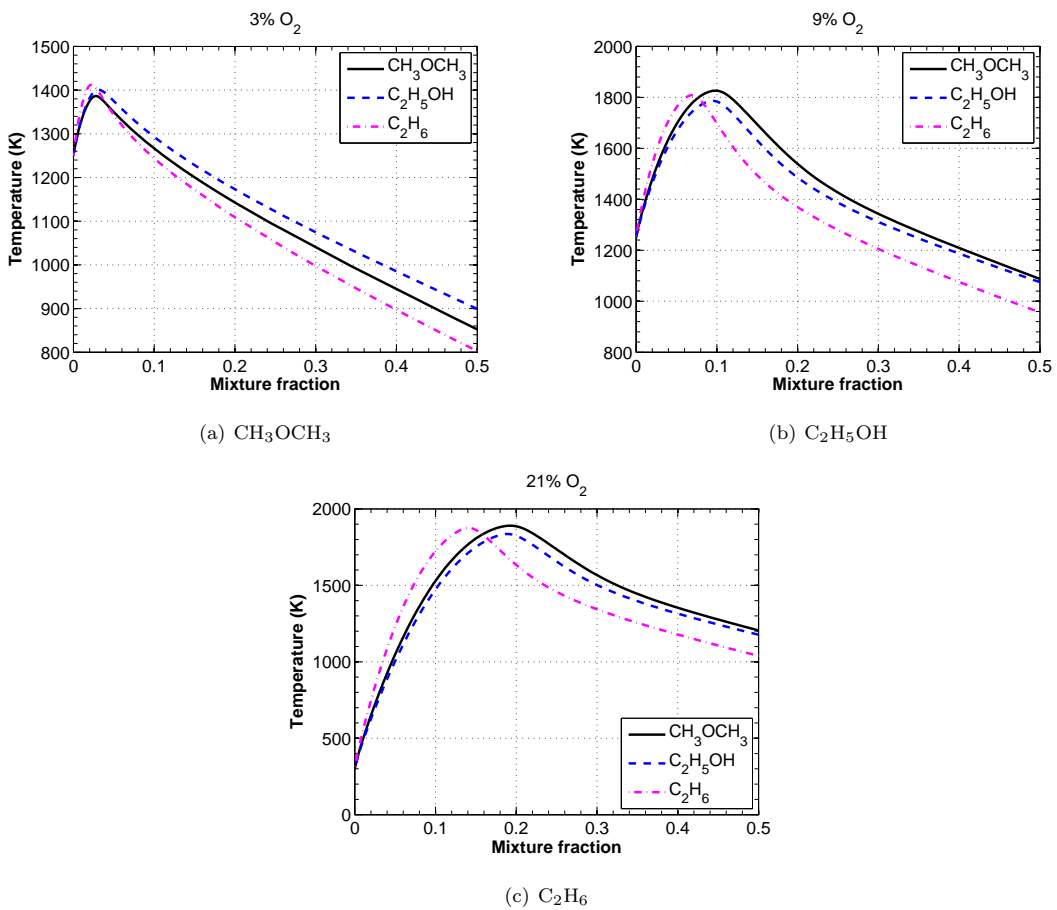 3% O2
1500
1400
1300
1200
1100
1000
900
800
Temperature (K)
CH3OCH3
C2H5OH
C2H6
0 0.1 0.2 0.3 0.4 0.5
Mixture fraction
(a) CH3OCH3
9% O2
2000
1800
1600
1400
1200
1000
800
Temperature (K)
CH3OCH3
C2H5OH
C2H6
0 0.1 0.2 0.3 0.4 0.5
Mixture fraction
(b) C2H5OH
21% O2
2000
1500
1000
500
0
Temperature (K)
CH3OCH3
C2H5OH
C2H6
0 0.1 0.2 0.3 0.4 0.5
Mixture fraction
(c) C2H6